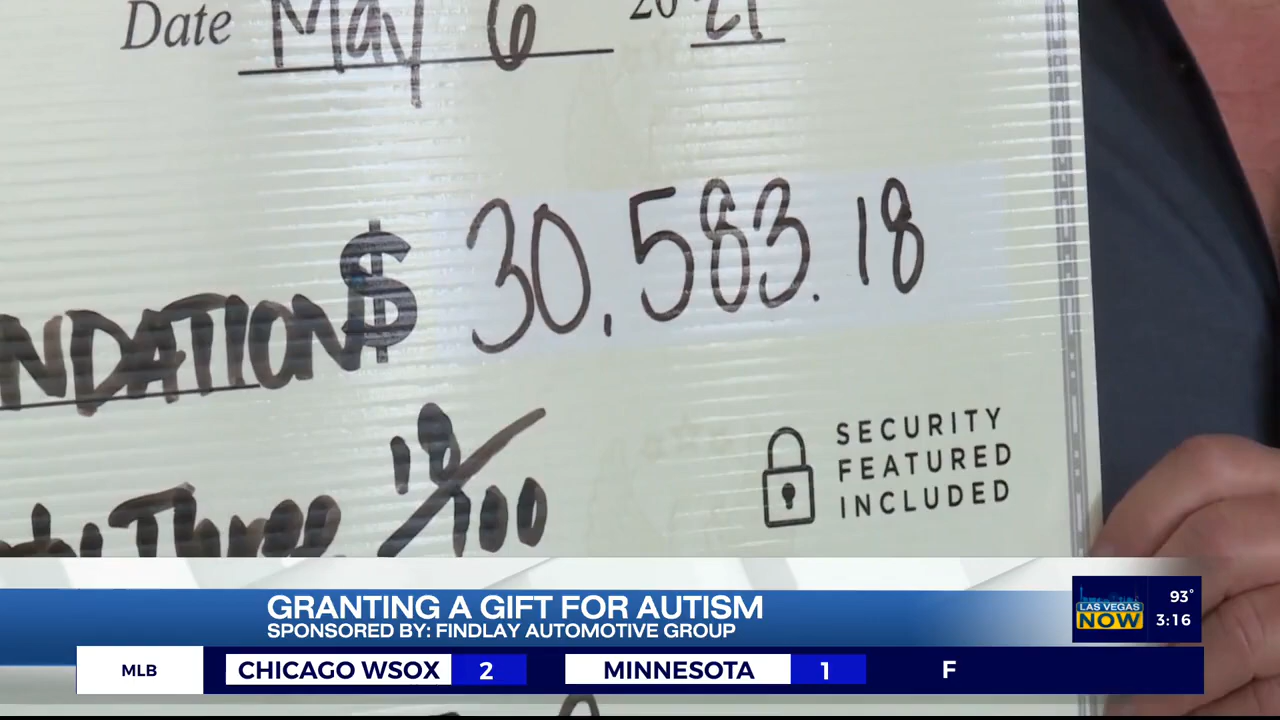 Date May 6 20 21
$ 30,583.18
NDATION
Three 18/100
SECURITY
FEATURED
INCLUDED
GRANTING A GIFT FOR AUTISM
SPONSORED BY: FINDLAY AUTOMOTIVE GROUP
LAS VEGAS
NOW
93°
3:16
MLB CHICAGO WSOX 2 MINNESOTA 1 F